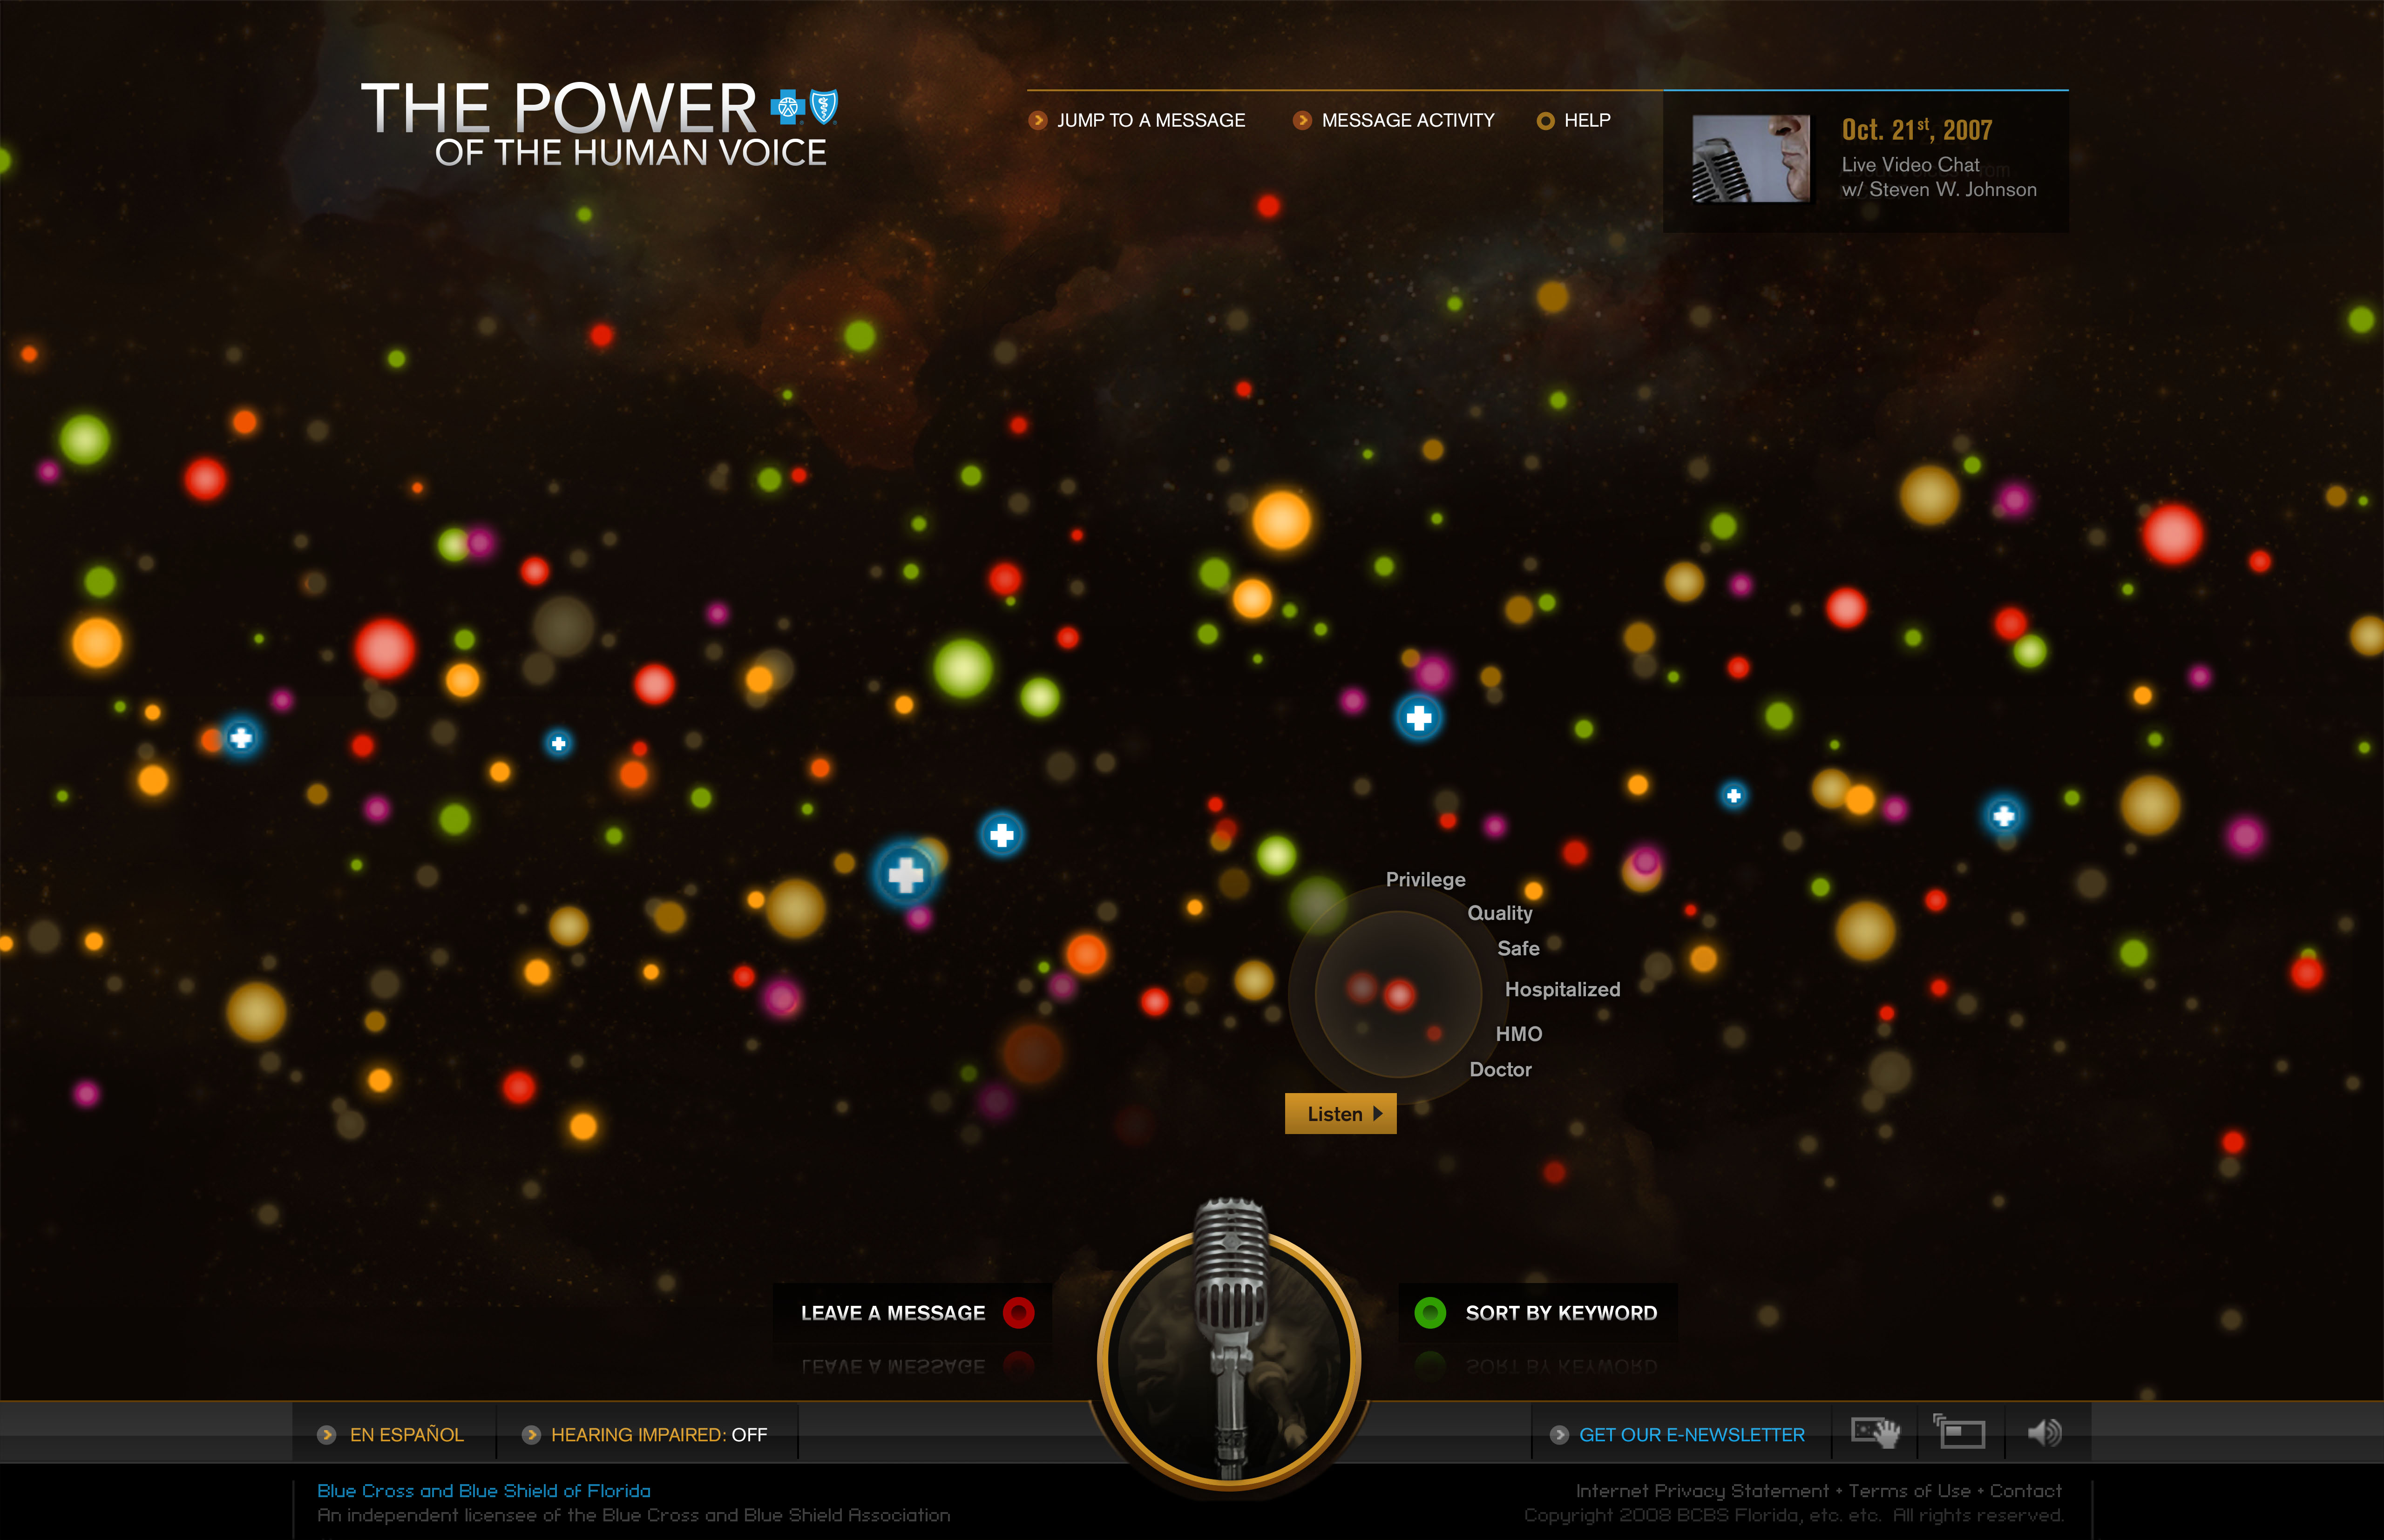 THE POWER
OF THE HUMAN VOICE
JUMP TO A MESSAGE
MESSAGE ACTIVITY
HELP
Oct. 21st, 2007
Live Video Chat
w/ Steven W. Johnson
Privilege
Quality
Safe
Hospitalized
HMO
Doctor
Listen
LEAVE A MESSAGE
SORT BY KEYWORD
EN ESPAÑOL
HEARING IMPAIRED: OFF
GET OUR E-NEWSLETTER
Blue Cross and Blue Shield of Florida
An independent licensee of the Blue Cross and Blue Shield Association
Internet Privacy Statement • Terms of Use • Contact
Copyright 2008 BCBS Florida, etc. etc. All rights reserved.